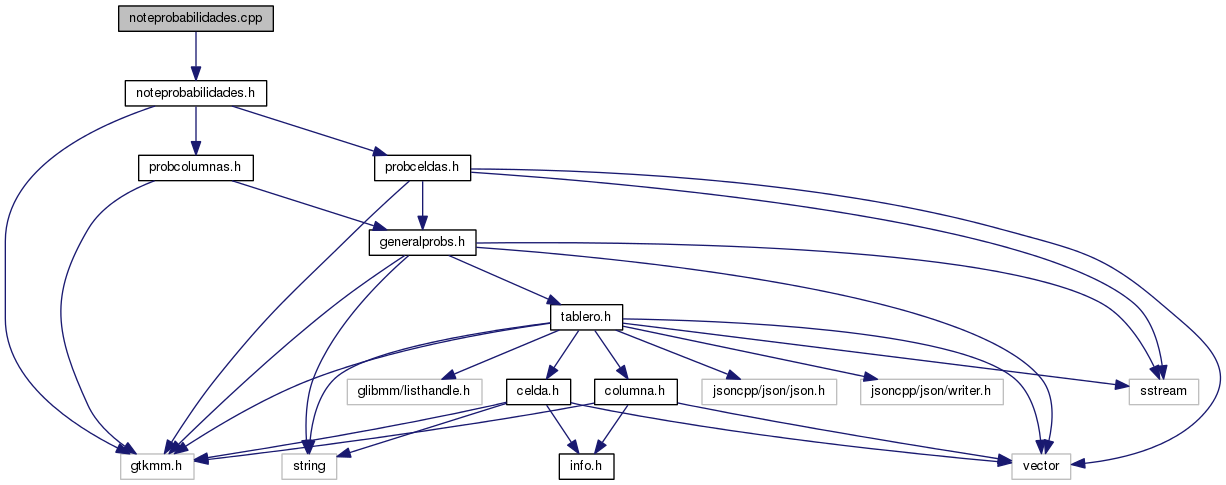 noteprobabilidades.cpp
noteprobabilidades.h
probcolumnas.h
probceldas.h
generalprobs.h
tablero.h
glibmm/listhandle.h
celda.h
columna.h
jsoncpp/json/json.h
jsoncpp/json/writer.h
sstream
gtkmm.h
string
info.h
vector